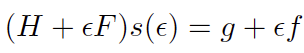 (H + ϵF)s(ϵ) = g + ϵf